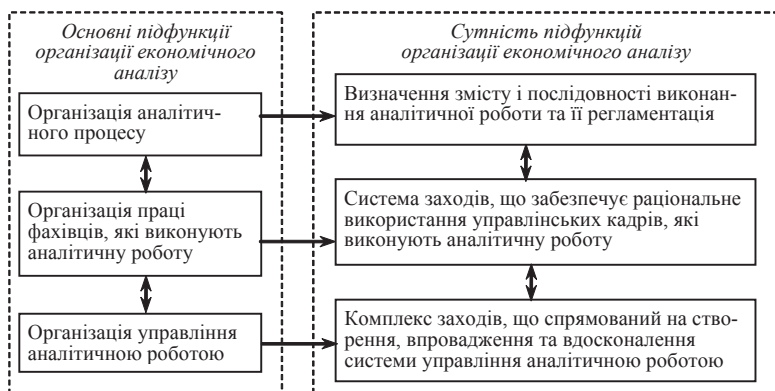 Основні підфункції
організації економічного
аналізу
Організація аналітич-
ного процесу
Організація праці
фахівців, які виконують
аналітичну роботу
Організація управління
аналітичною роботою
Сутність підфункцій
організації економічного аналізу
Визначення змісту і послідовності виконан-
ня аналітичної роботи та її регламентація
Система заходів, що забезпечує раціональне
використання управлінських кадрів, які
виконують аналітичну роботу
Комплекс заходів, що спрямований на ство-
рення, впровадження та вдосконалення
системи управління аналітичною роботою